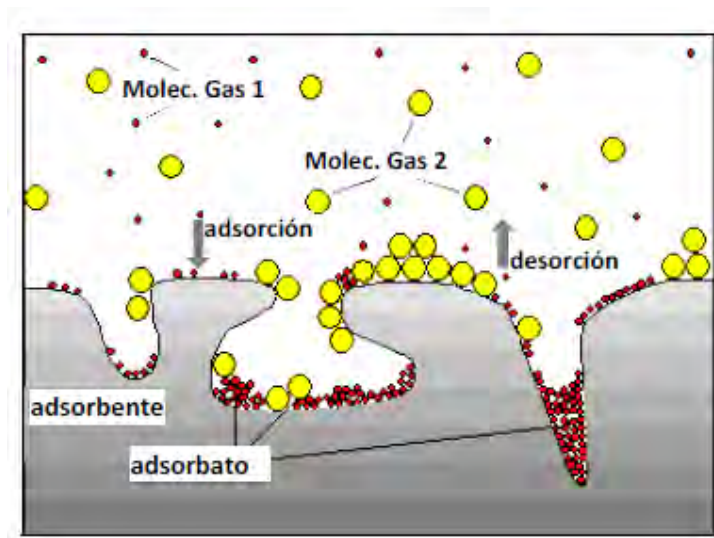 Molec. Gas 1
Molec. Gas 2
adsorción
desorción
adsorbente
adsorbato